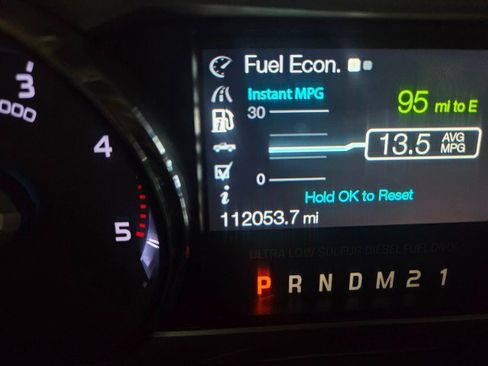 Fuel Econ.
Instant MPG
30
95 mi to E
13.5 AVG MPG
0
Hold OK to Reset
i
112053.7 mi
3
000
4
5
ULTRA LOW SULFUR DIESEL FUEL ONLY
P R N D M 2 1